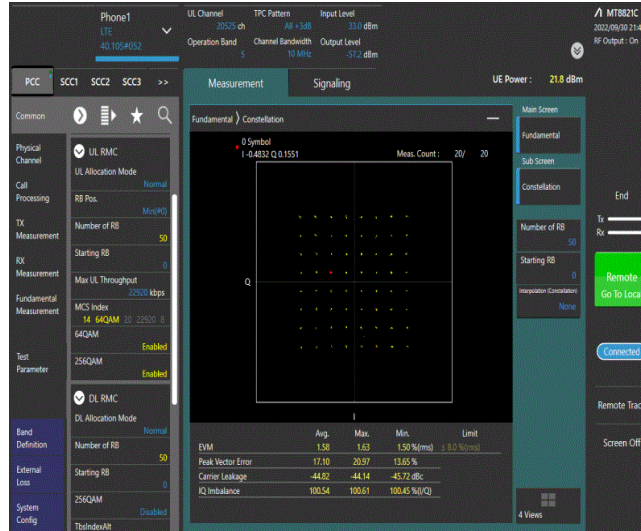 Phone1
LTE
40.10S#052
UL Channel TPC Pattern Input Level
20525 ch All +3dB 33.0 dBm
Operation Band Channel Bandwidth Output Level
5 10 MHz -57.2 dBm
MT8821C
2022/09/30 21:4
RF Output : On
PCC SCC1 SCC2 SCC3 >>
Measurement Signaling
UE Power : 21.8 dBm
Common
Physical
Channel
Call
Processing
TX
Measurement
RX
Measurement
Fundamental
Measurement
Test
Parameter
Band
Definition
External
Loss
System
Config
UL RMC
UL Allocation Mode
Normal
RB Pos.
Min(#0)
Number of RB
50
Starting RB
0
Max UL Throughput
22920 kbps
MCS Index
14 64QAM 20 22920 8
64QAM
Enabled
256QAM
Enabled
DL RMC
DL Allocation Mode
Normal
Number of RB
50
Starting RB
0
256QAM
Disabled
TbsIndexAlt
Fundamental ⟩ Constellation
0 Symbol
I -0.4832 Q 0.1551 Meas. Count : 20/ 20
Q
I
Avg. Max. Min. Limit
EVM 1.58 1.63 1.50 %(rms) ≤ 8.0 %(rms)
Peak Vector Error 17.10 20.97 13.65 %
Carrier Leakage -44.82 -44.14 -45.72 dBc
IQ Imbalance 100.54 100.61 100.45 %(I/Q)
Main Screen
Fundamental
Sub Screen
Constellation
Number of RB
50
Starting RB
0
Interpolation (Constellation)
None
4 Views
End
Tx
Rx
Remote
Go To Loca
Connected
Remote Trac
Screen Off